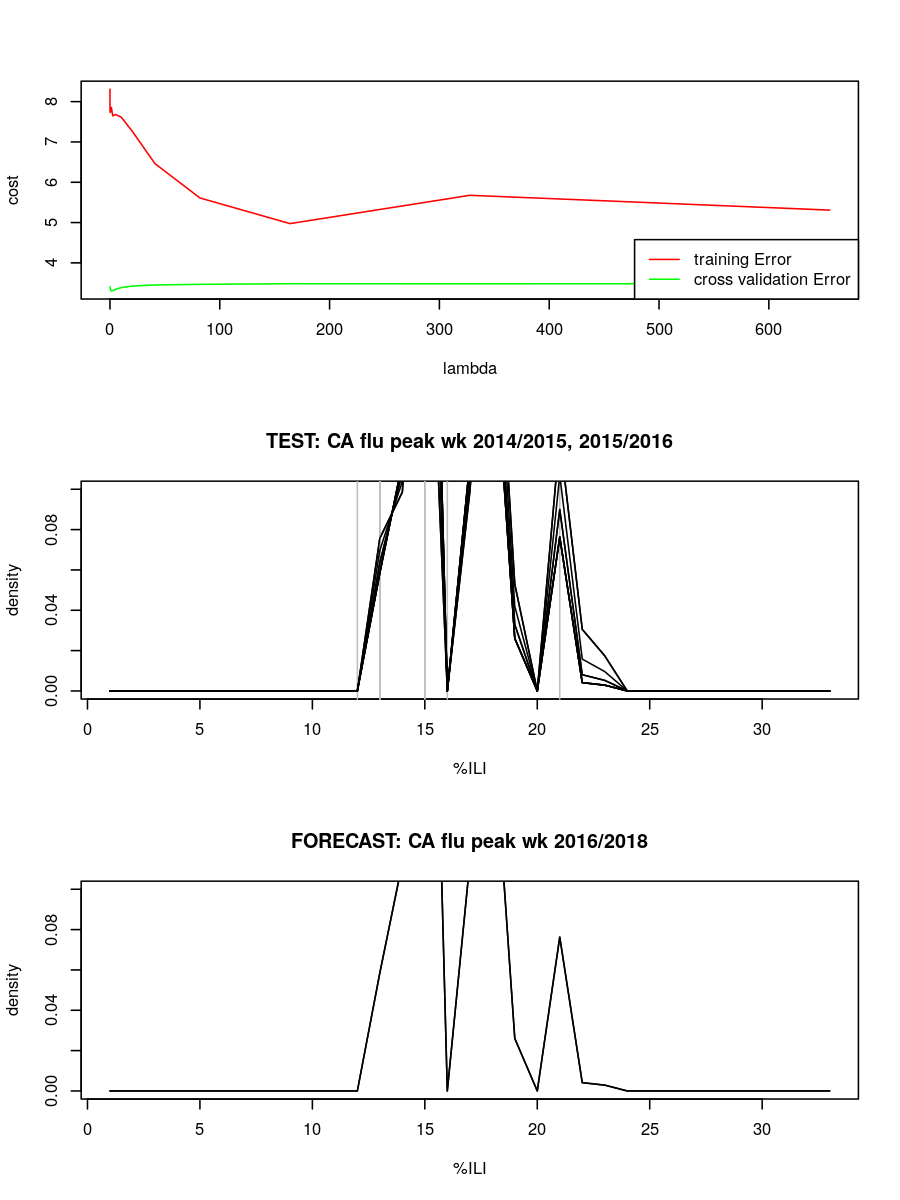 cost
8
7
6
5
4
training Error
cross validation Error
0 100 200 300 400 500 600
lambda
TEST: CA flu peak wk 2014/2015, 2015/2016
density
0.08
0.04
0.00
0 5 10 15 20 25 30
%ILI
FORECAST: CA flu peak wk 2016/2018
density
0.08
0.04
0.00
0 5 10 15 20 25 30
%ILI